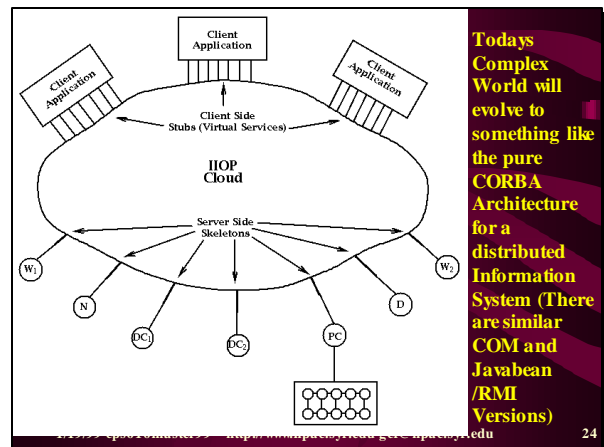 Client
Application
Client
Application
Client
Application
Client Side
Stubs (Virtual Services)
IIOP
Cloud
Server Side
Skeletons
W1
N
DC1
DC2
PC
D
W2
Todays
Complex
World will
evolve to
something like
the pure
CORBA
Architecture
for a
distributed
Information
System (There
are similar
COM and
Javabean
/RMI
Versions)
24